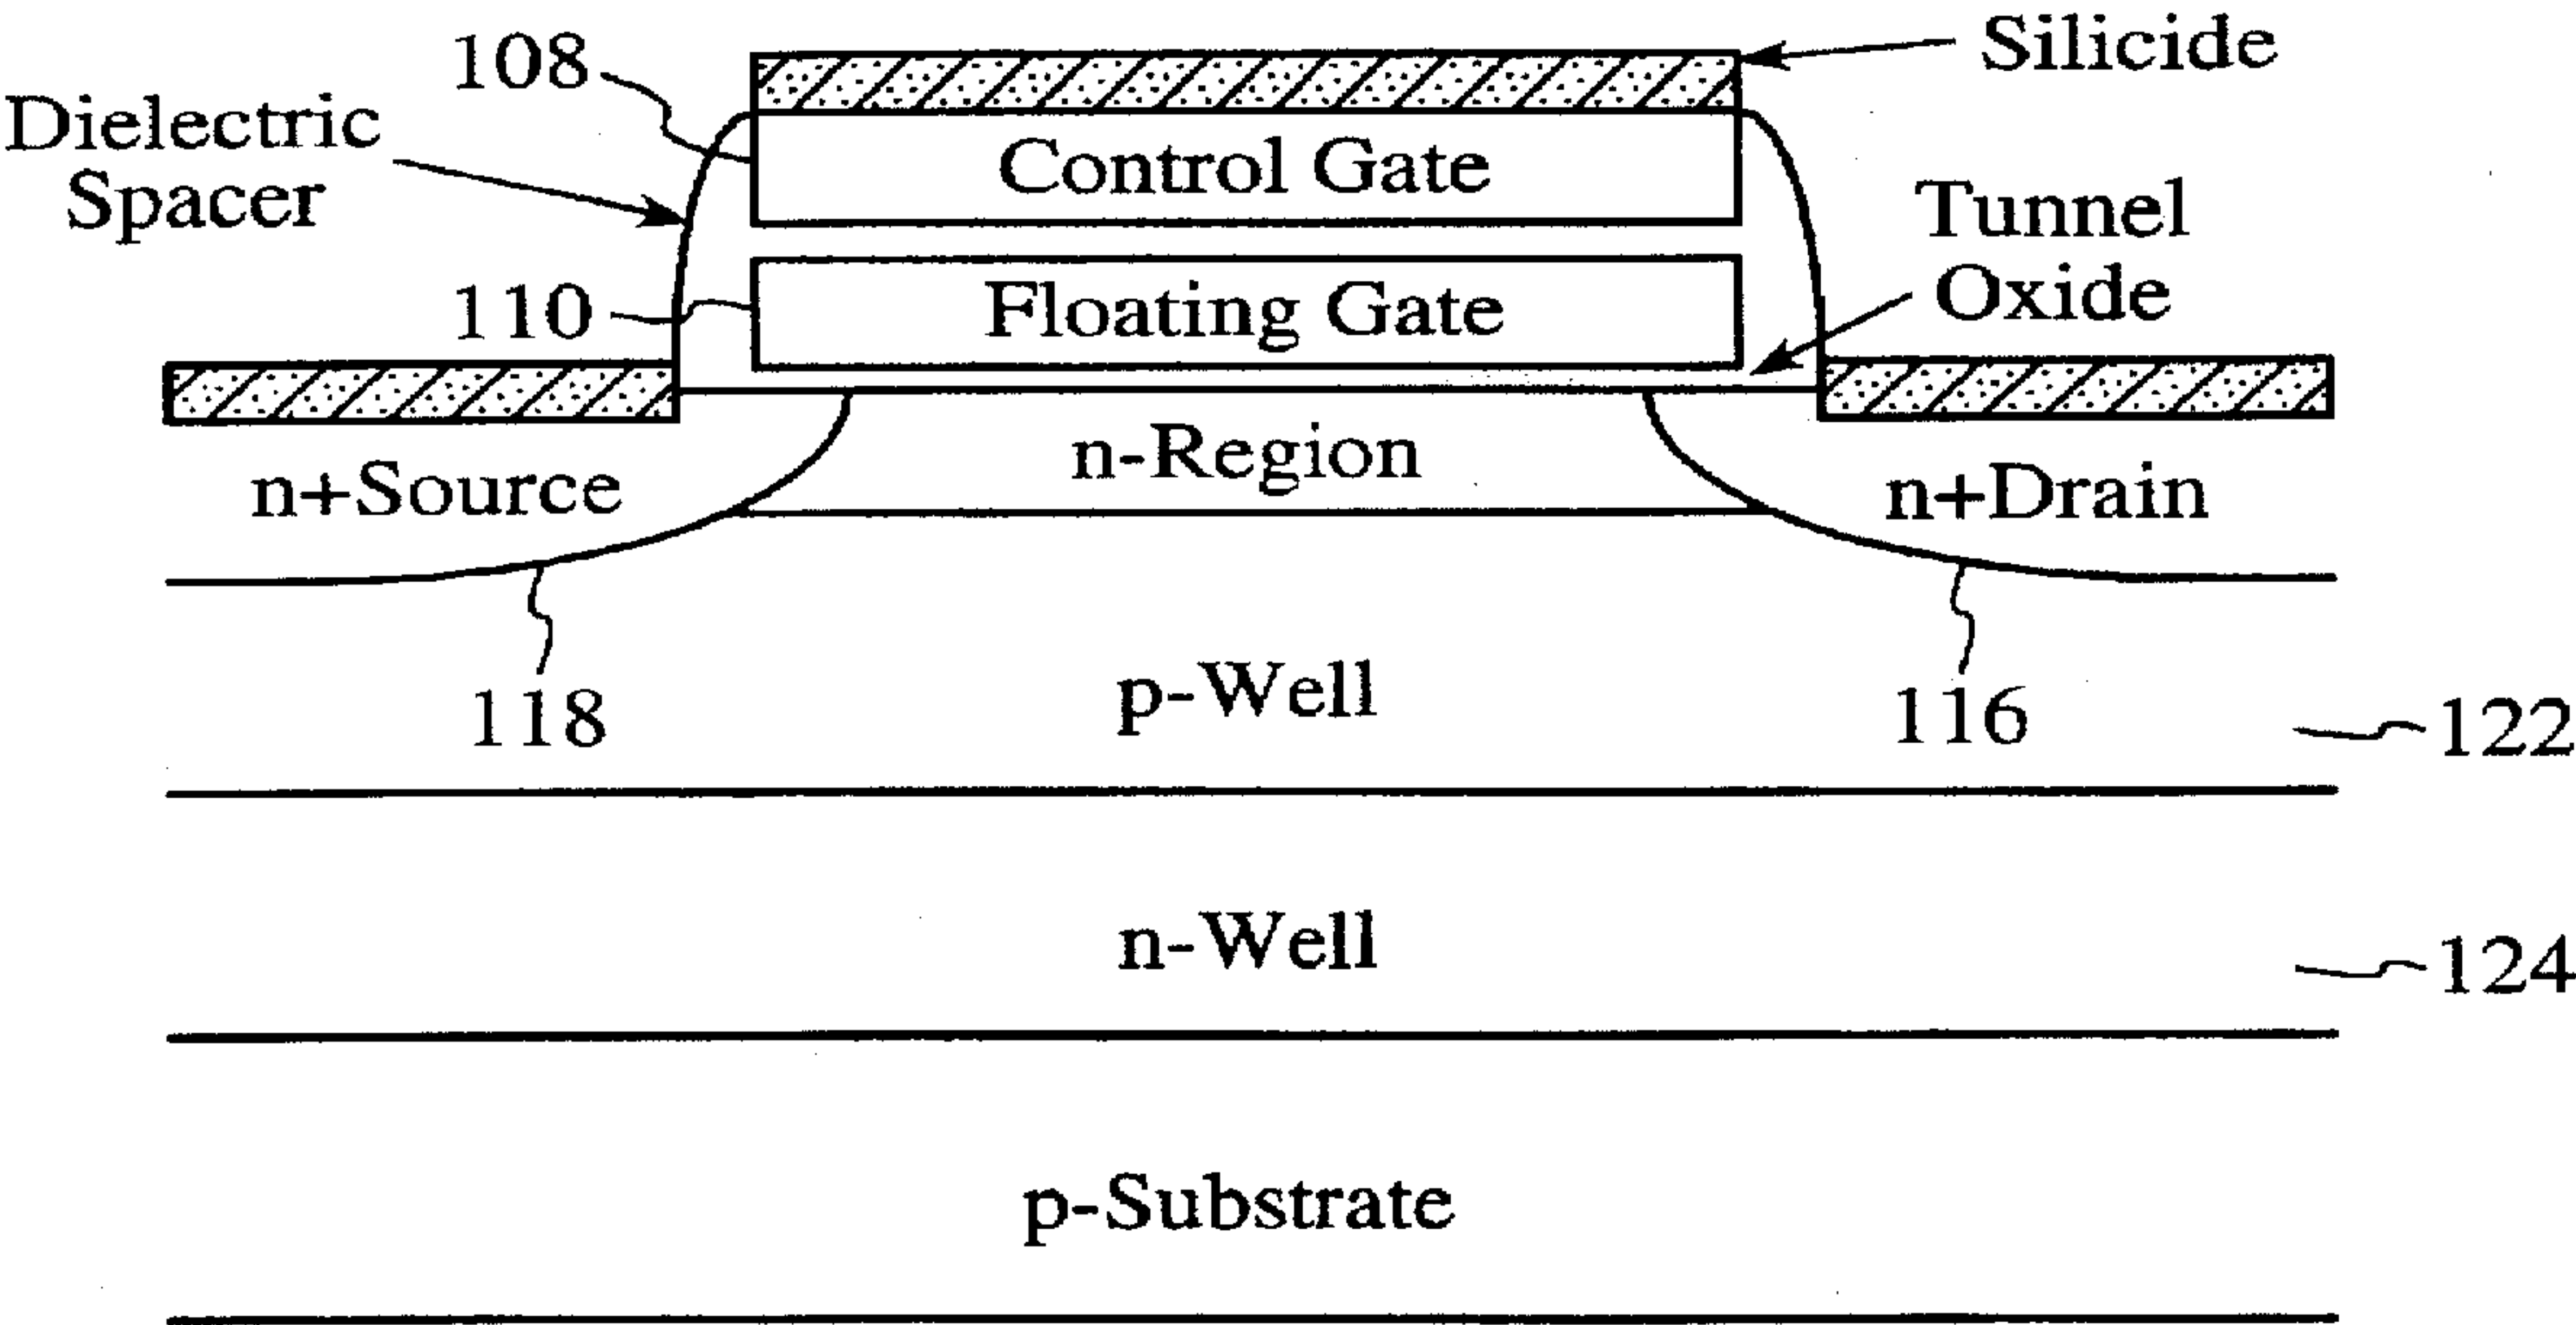 Silicide
108
Dielectric
Spacer
Control Gate
Tunnel
Oxide
110
Floating Gate
n-Region
n+Source
n+Drain
118
p-Well
116
122
n-Well
124
p-Substrate